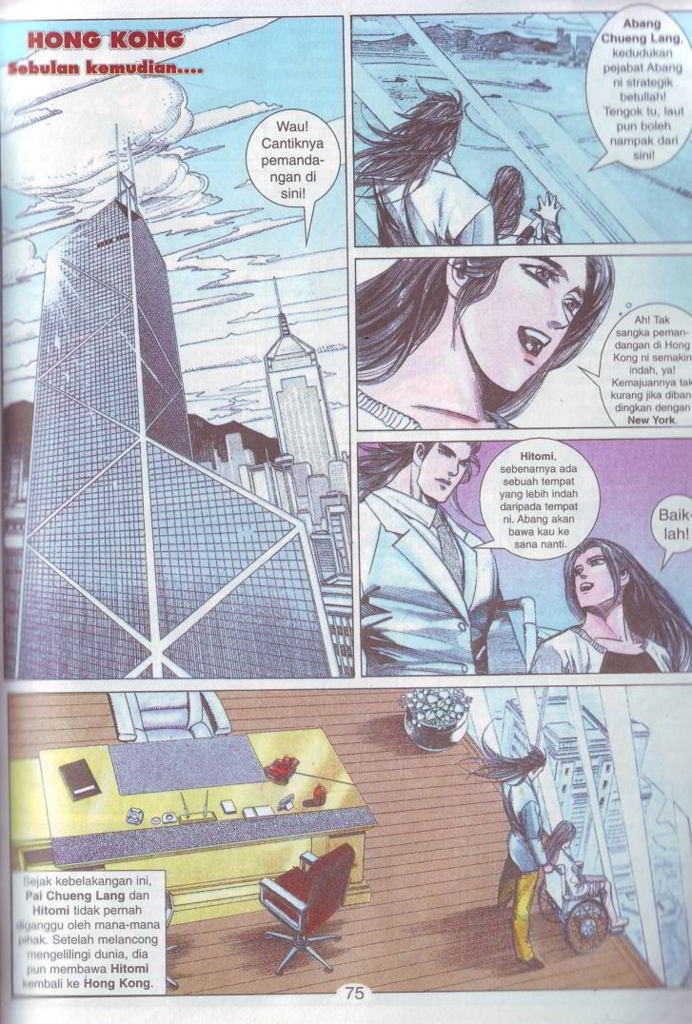 HONG KONG
Sebulan kemudian....
Wau!
Cantiknya
pemanda-
ngan di
sini!
Abang
Chueng Lang,
kedudukan
pejabat Abang
ni strategik
betullah!
Tengok tu, laut
pun boleh
nampak dari
sini!
Ah! Tak
sangka peman-
dangan di Hong
Kong ni semakin
indah, ya!
Kemajuannya tak
kurang jika diban-
dingkan dengan
New York.
Hitomi,
sebenarnya ada
sebuah tempat
yang lebih indah
daripada tempat
ni. Abang akan
bawa kau ke
sana nanti.
Baik-
lah!
Sejak kebelakangan ini,
Pai Chueng Lang dan
Hitomi tidak pernah
diganggu oleh mana-mana
pihak. Setelah melancong
mengelilingi dunia, dia
pun membawa Hitomi
kembali ke Hong Kong.
75